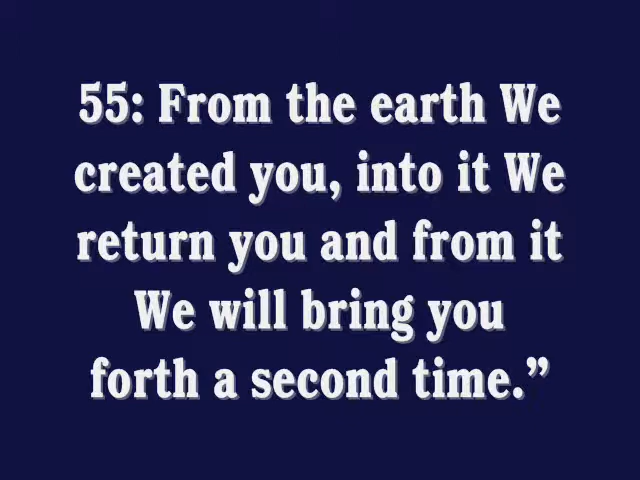 55: From the earth We
created you, into it We
return you and from it
We will bring you
forth a second time.”